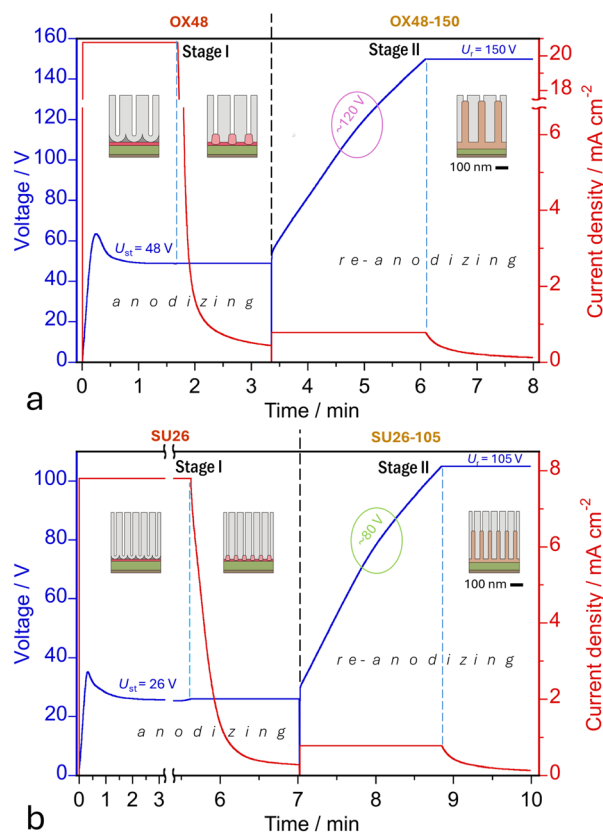 OX48 OX48-150
160
140
120
100
80
60
40
20
0
Voltage / V
Stage I
Stage II
Uᵣ = 150 V
~120 V
100 nm
Uₛₜ = 48 V
anodizing
re-anodizing
20
18
6
4
2
0
Current density / mA cm⁻²
0 1 2 3 4 5 6 7 8
Time / min
a
SU26 SU26-105
100
80
60
40
20
0
Voltage / V
Stage I
Stage II
Uᵣ = 105 V
~80 V
100 nm
Uₛₜ = 26 V
anodizing
re-anodizing
8
6
4
2
0
Current density / mA cm⁻²
0 1 2 3 6 7 8 9 10
Time / min
b